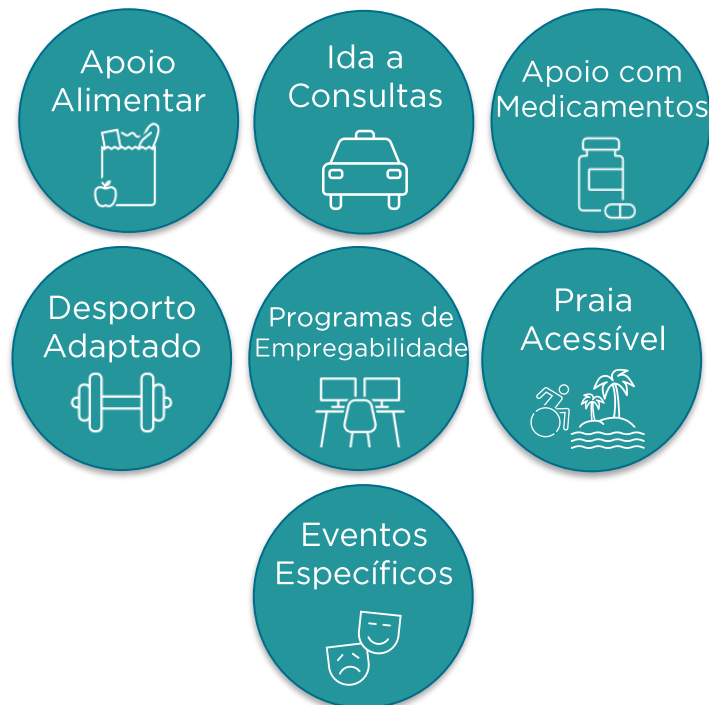 Apoio
Alimentar
Ida a
Consultas
Apoio com
Medicamentos
Desporto
Adaptado
Programas de
Empregabilidade
Praia
Acessível
Eventos
Específicos